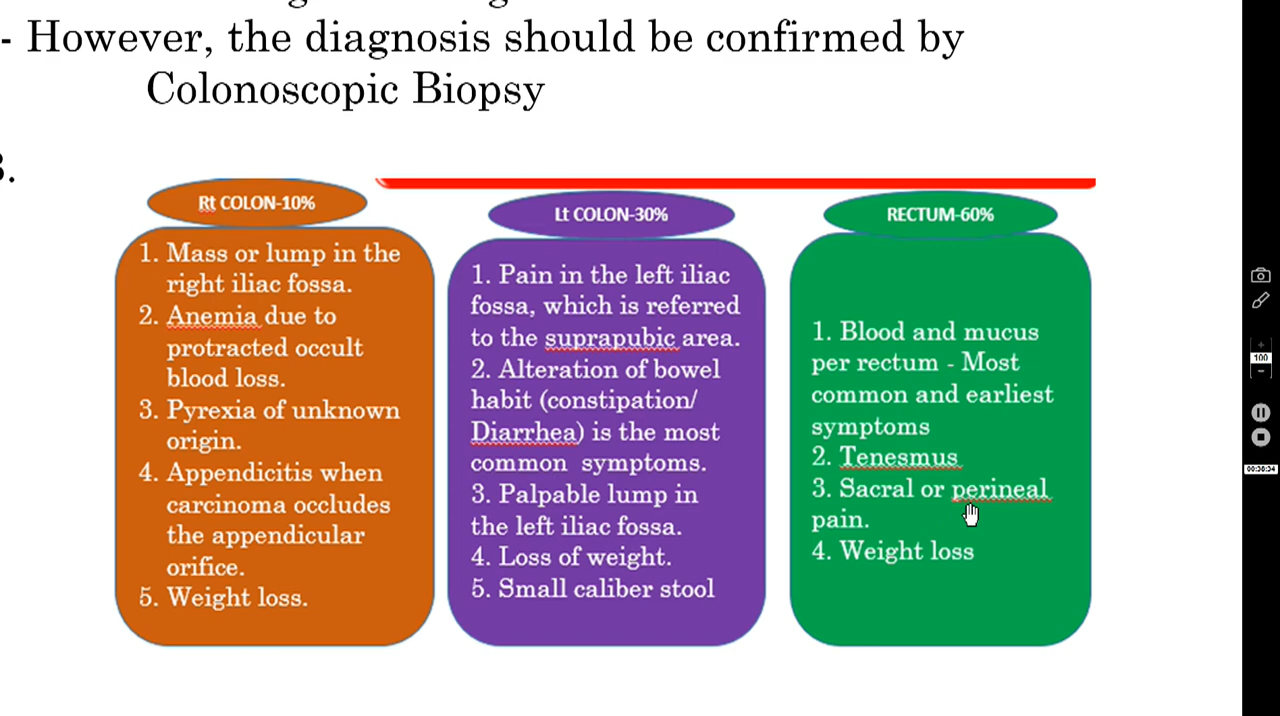 - However, the diagnosis should be confirmed by
Colonoscopic Biopsy
3.
Rt COLON-10%
1. Mass or lump in the
right iliac fossa.
2. Anemia due to
protracted occult
blood loss.
3. Pyrexia of unknown
origin.
4. Appendicitis when
carcinoma occludes
the appendicular
orifice.
5. Weight loss.
Lt COLON-30%
1. Pain in the left iliac
fossa, which is referred
to the suprapubic area.
2. Alteration of bowel
habit (constipation/
Diarrhea) is the most
common symptoms.
3. Palpable lump in
the left iliac fossa.
4. Loss of weight.
5. Small caliber stool
RECTUM-60%
1. Blood and mucus
per rectum - Most
common and earliest
symptoms
2. Tenesmus
3. Sacral or perineal
pain.
4. Weight loss
100